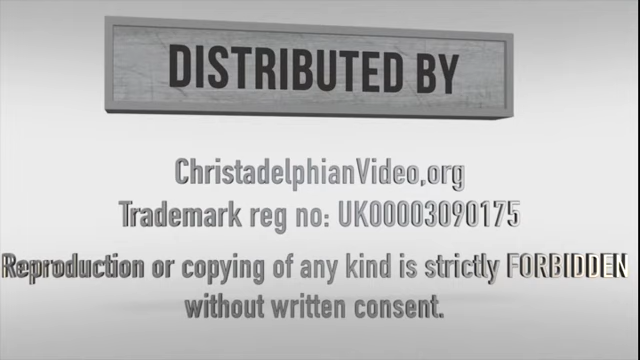 DISTRIBUTED BY
ChristadelphianVideo.org
Trademark reg no: UK00003090175
Reproduction or copying of any kind is strictly FORBIDDEN
without written consent.